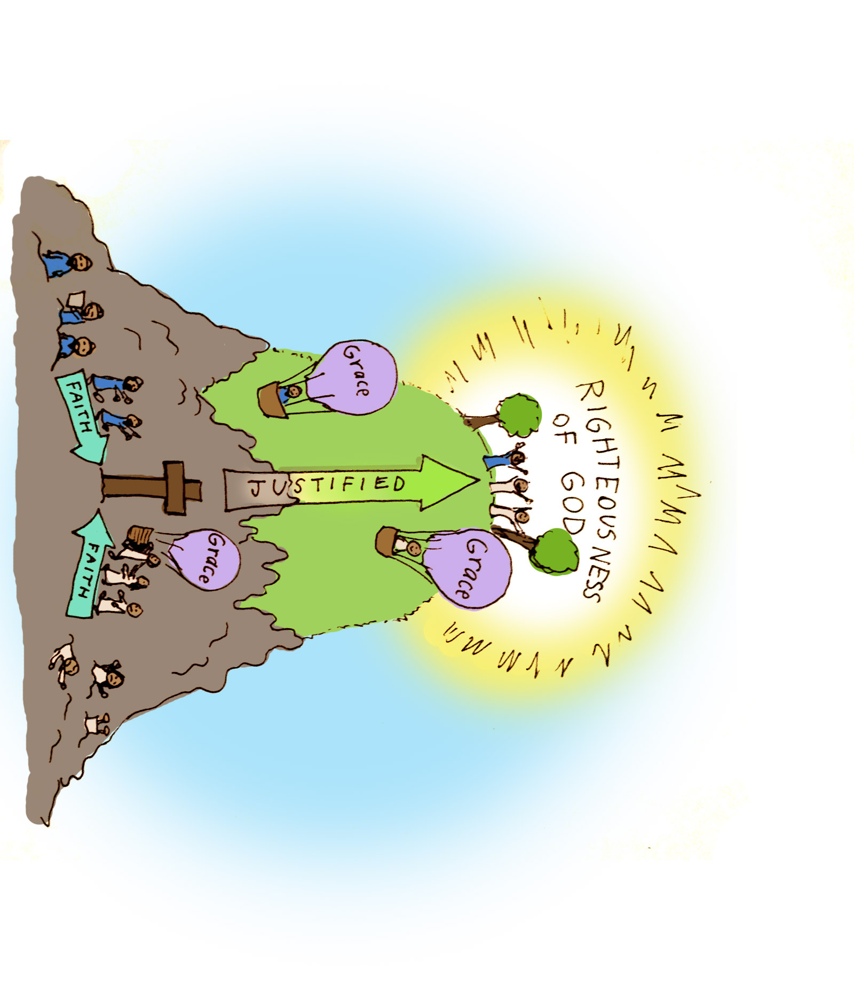 RIGHTEOUSNESS
OF GOD
Grace
Grace
JUSTIFIED
Grace
FAITH
FAITH